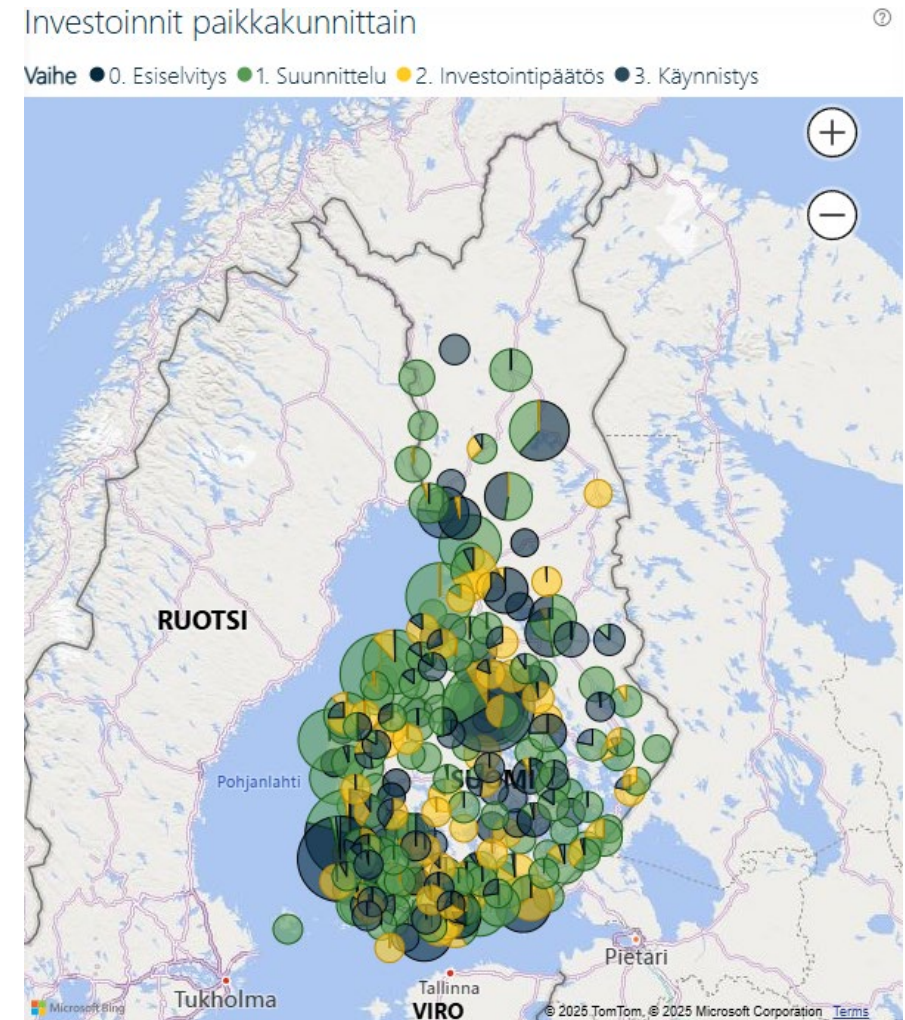 Investoinnit paikkakunnittain
?
Vaihe 0. Esiselvitys 1. Suunnittelu 2. Investointipäätös 3. Käynnistys
+
−
RUOTSI
Pohjanlahti
SUOMI
Pietari
Tukholma
Tallinna
VIRO
Microsoft Bing
© 2025 TomTom, © 2025 Microsoft Corporation Terms